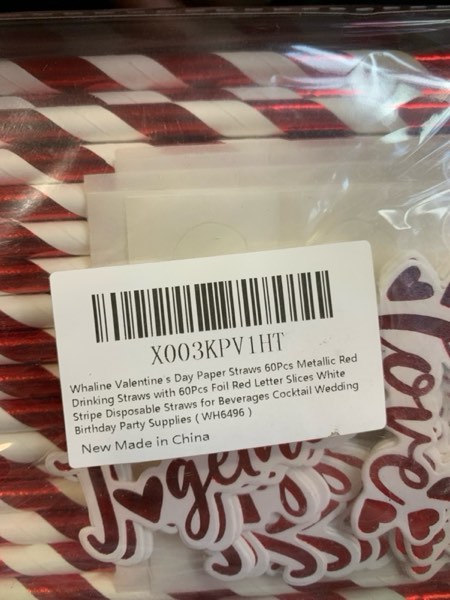 X003KPV1HT
Whaline Valentine's Day Paper Straws 60Pcs Metallic Red
Drinking Straws with 60Pcs Foil Red Letter Slices White
Stripe Disposable Straws for Beverages Cocktail Wedding
Birthday Party Supplies ( WH6496 )
New Made in China
love